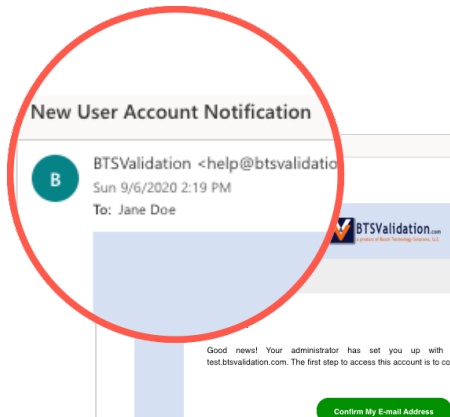 New User Account Notification
B
BTSValidation <help@btsvalidatio
Sun 9/6/2020 2:19 PM
To: Jane Doe
BTSValidation.com
a product of Booth Technology Solutions, LLC
Good news! Your administrator has set you up with
test.btsvalidation.com. The first step to access this account is to co
Confirm My E-mail Address